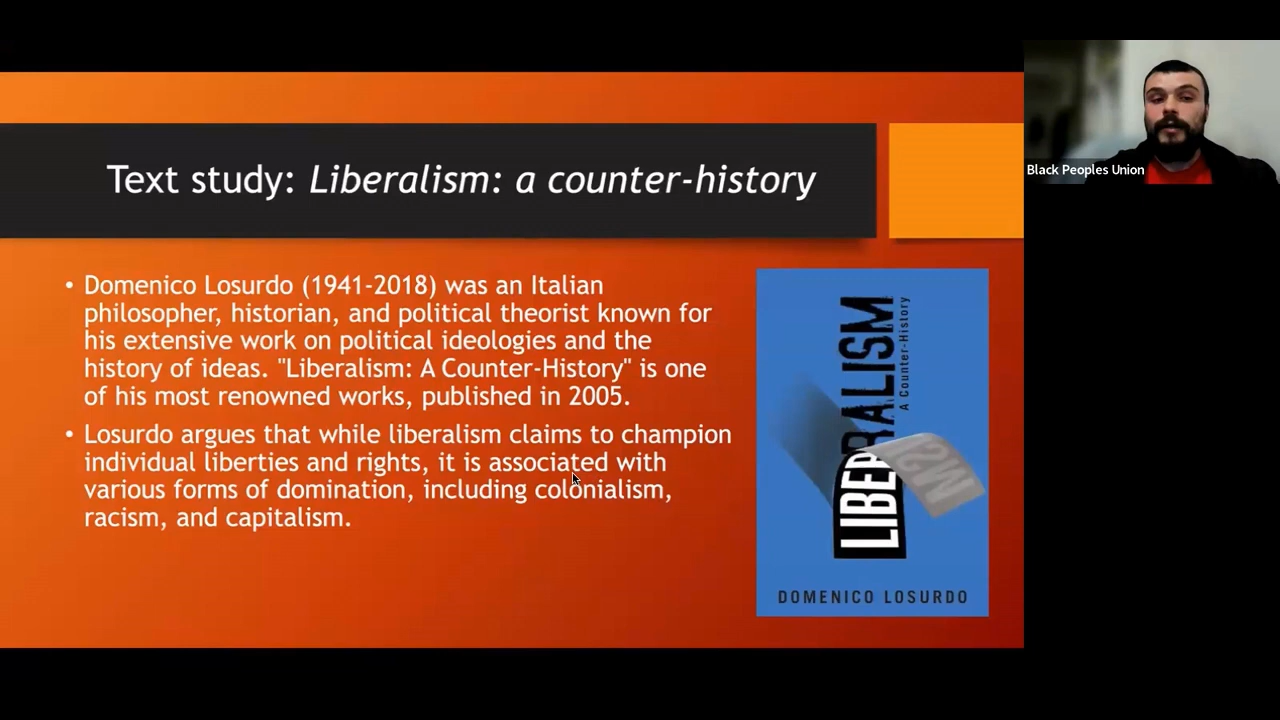 Text study: Liberalism: a counter-history
• Domenico Losurdo (1941-2018) was an Italian
philosopher, historian, and political theorist known for
his extensive work on political ideologies and the
history of ideas. "Liberalism: A Counter-History" is one
of his most renowned works, published in 2005.
• Losurdo argues that while liberalism claims to champion
individual liberties and rights, it is associated with
various forms of domination, including colonialism,
racism, and capitalism.
LIBERALISM
A Counter-History
ISM
DOMENICO LOSURDO
Black Peoples Union